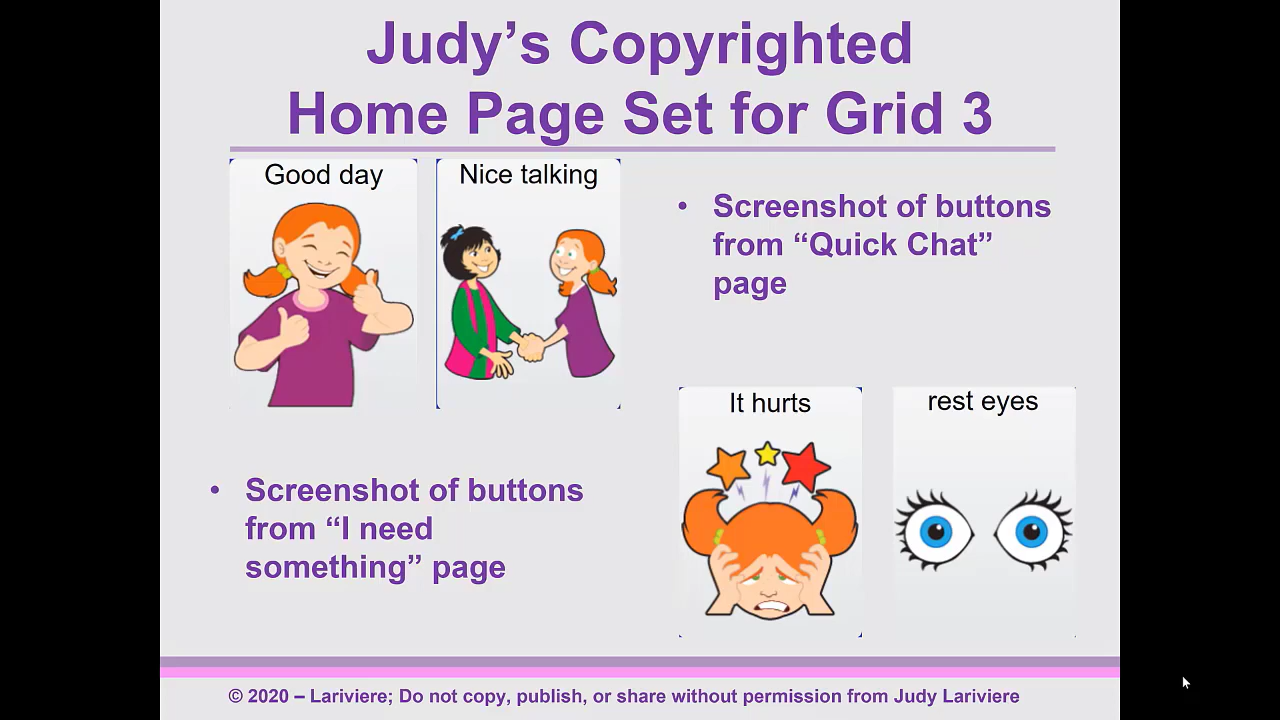 Judy’s Copyrighted
Home Page Set for Grid 3
Good day
Nice talking
• Screenshot of buttons
from “Quick Chat”
page
It hurts
rest eyes
• Screenshot of buttons
from “I need
something” page
© 2020 – Lariviere; Do not copy, publish, or share without permission from Judy Lariviere